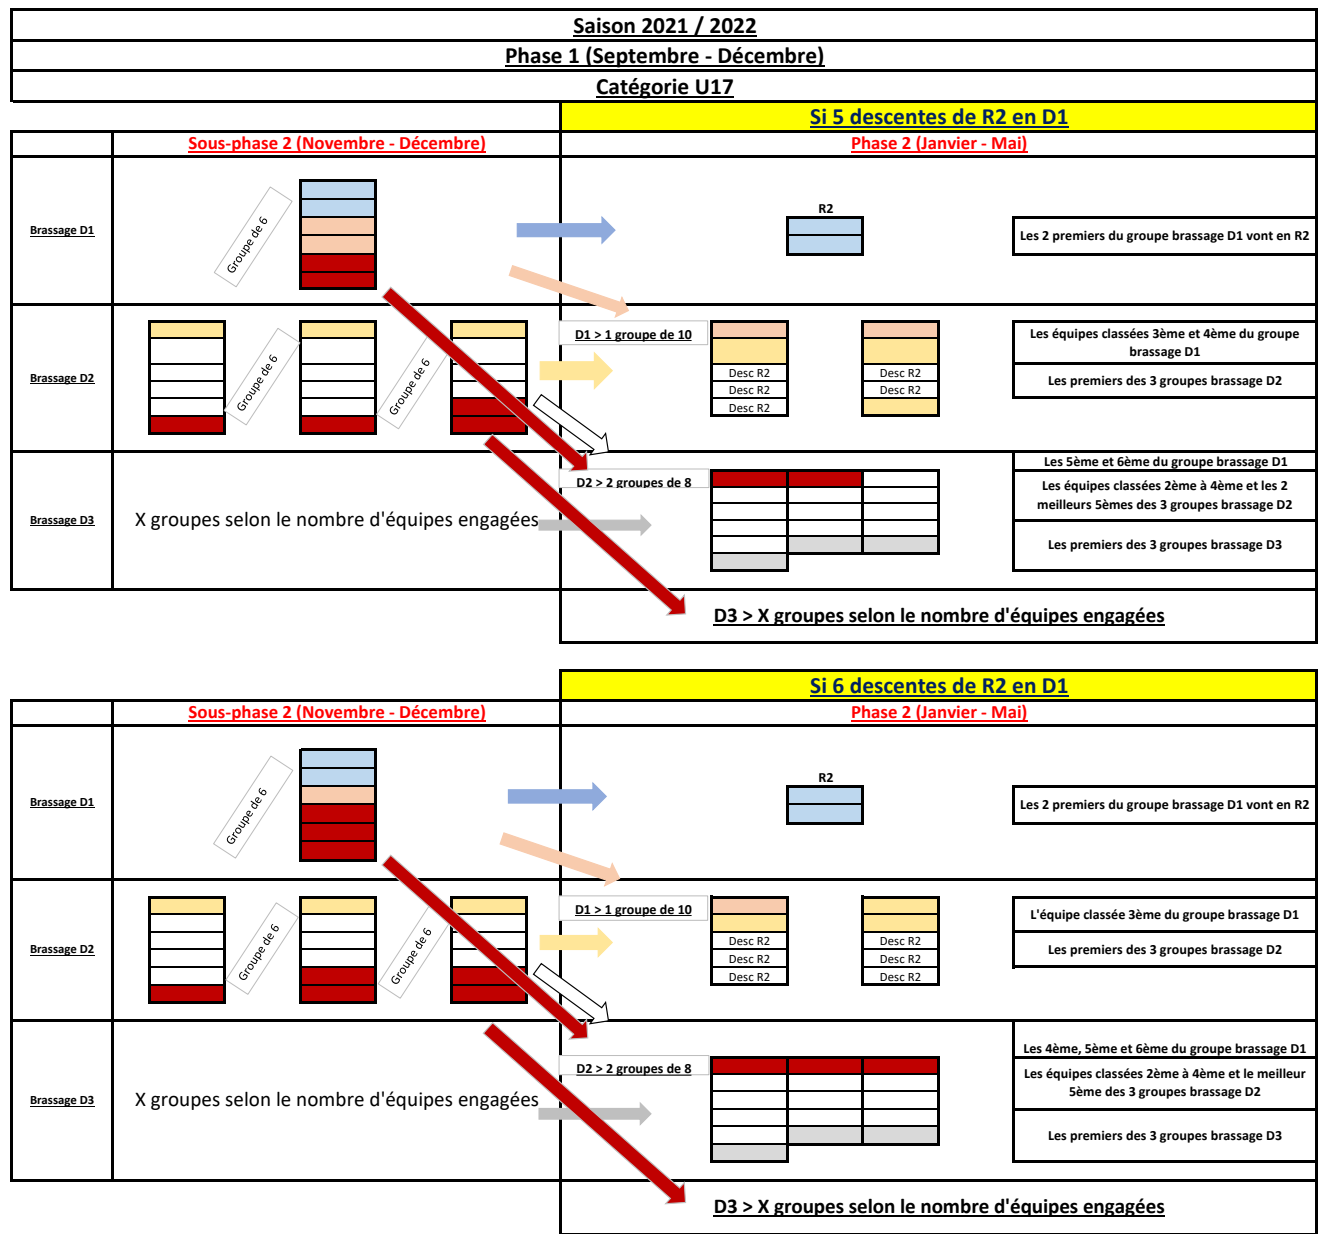 Saison 2021 / 2022
Phase 1 (Septembre - Décembre)
Catégorie U17
Si 5 descentes de R2 en D1
Sous-phase 2 (Novembre - Décembre)
Phase 2 (Janvier - Mai)
Brassage D1
Groupe de 6
R2
Les 2 premiers du groupe brassage D1 vont en R2
Brassage D2
Groupe de 6
Groupe de 6
D1 > 1 groupe de 10
Desc R2
Desc R2
Desc R2
Desc R2
Desc R2
Les équipes classées 3ème et 4ème du groupe
brassage D1
Les premiers des 3 groupes brassage D2
Brassage D3
X groupes selon le nombre d'équipes engagées
D2 > 2 groupes de 8
Les 5ème et 6ème du groupe brassage D1
Les équipes classées 2ème à 4ème et les 2
meilleurs 5èmes des 3 groupes brassage D2
Les premiers des 3 groupes brassage D3
D3 > X groupes selon le nombre d'équipes engagées
Si 6 descentes de R2 en D1
Sous-phase 2 (Novembre - Décembre)
Phase 2 (Janvier - Mai)
Brassage D1
Groupe de 6
R2
Les 2 premiers du groupe brassage D1 vont en R2
Brassage D2
Groupe de 6
Groupe de 6
D1 > 1 groupe de 10
Desc R2
Desc R2
Desc R2
Desc R2
Desc R2
Desc R2
L'équipe classée 3ème du groupe brassage D1
Les premiers des 3 groupes brassage D2
Brassage D3
X groupes selon le nombre d'équipes engagées
D2 > 2 groupes de 8
Les 4ème, 5ème et 6ème du groupe brassage D1
Les équipes classées 2ème à 4ème et le meilleur
5ème des 3 groupes brassage D2
Les premiers des 3 groupes brassage D3
D3 > X groupes selon le nombre d'équipes engagées